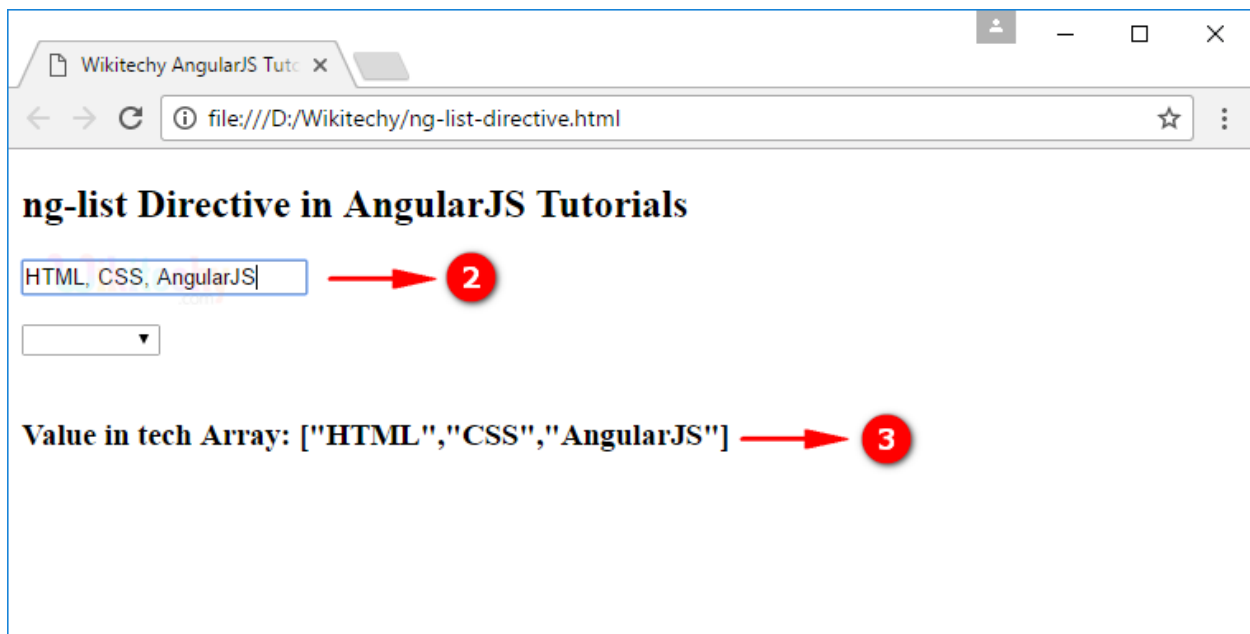 Wikitechy AngularJS Tuto
file:///D:/Wikitechy/ng-list-directive.html
ng-list Directive in AngularJS Tutorials
HTML, CSS, AngularJS
2
Value in tech Array: ["HTML","CSS","AngularJS"]
3